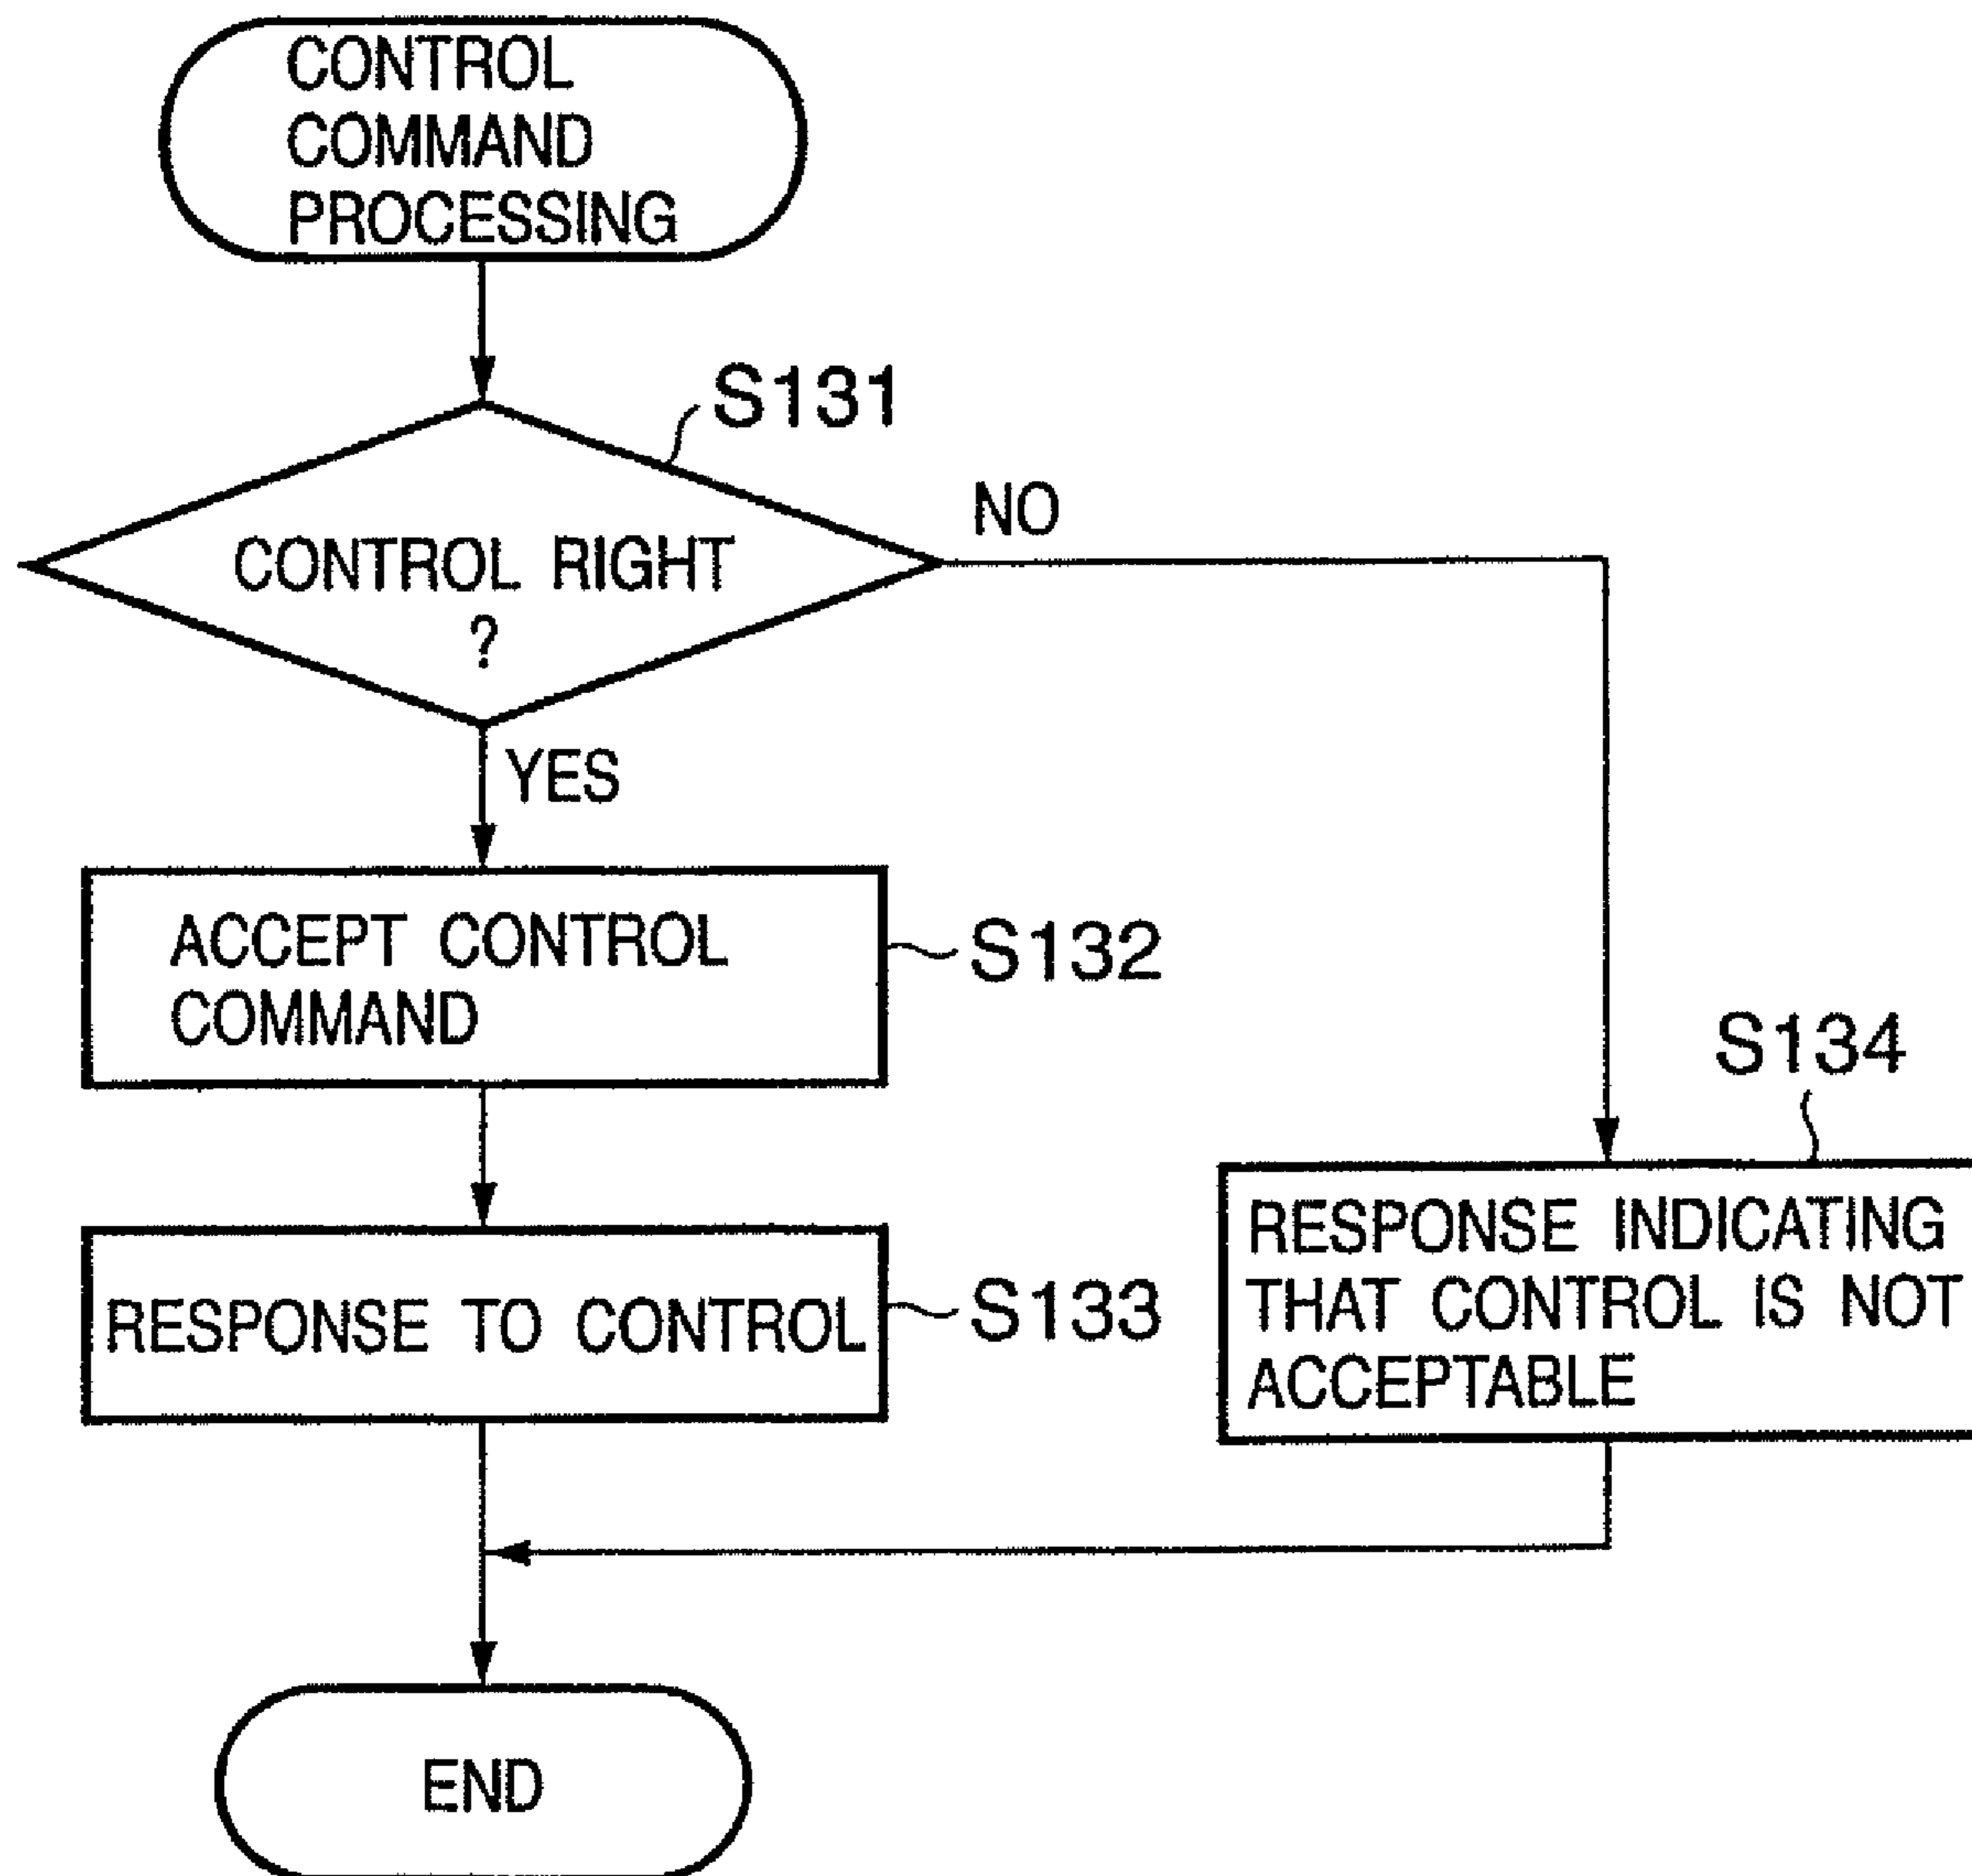 CONTROL
COMMAND
PROCESSING
S131
CONTROL RIGHT
?
NO
YES
ACCEPT CONTROL
COMMAND
S132
RESPONSE TO CONTROL
S133
S134
RESPONSE INDICATING
THAT CONTROL IS NOT
ACCEPTABLE
END